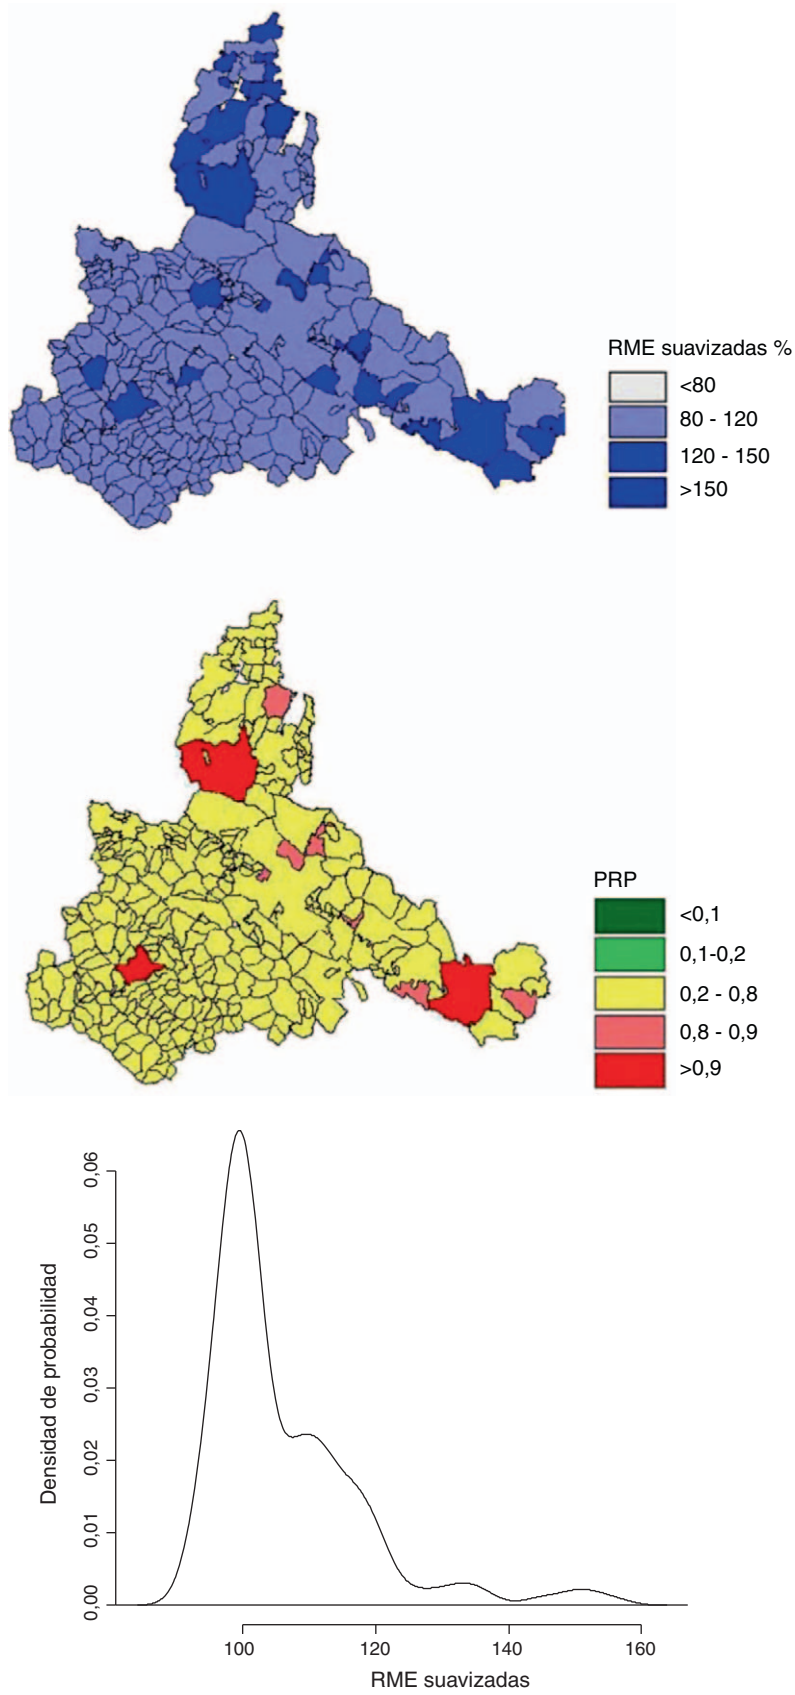 RME suavizadas %
<80
80 - 120
120 - 150
>150
PRP
<0,1
0,1-0,2
0,2 - 0,8
0,8 - 0,9
>0,9
Densidad de probabilidad
0,06
0,05
0,04
0,03
0,02
0,01
0,00
100 120 140 160
RME suavizadas